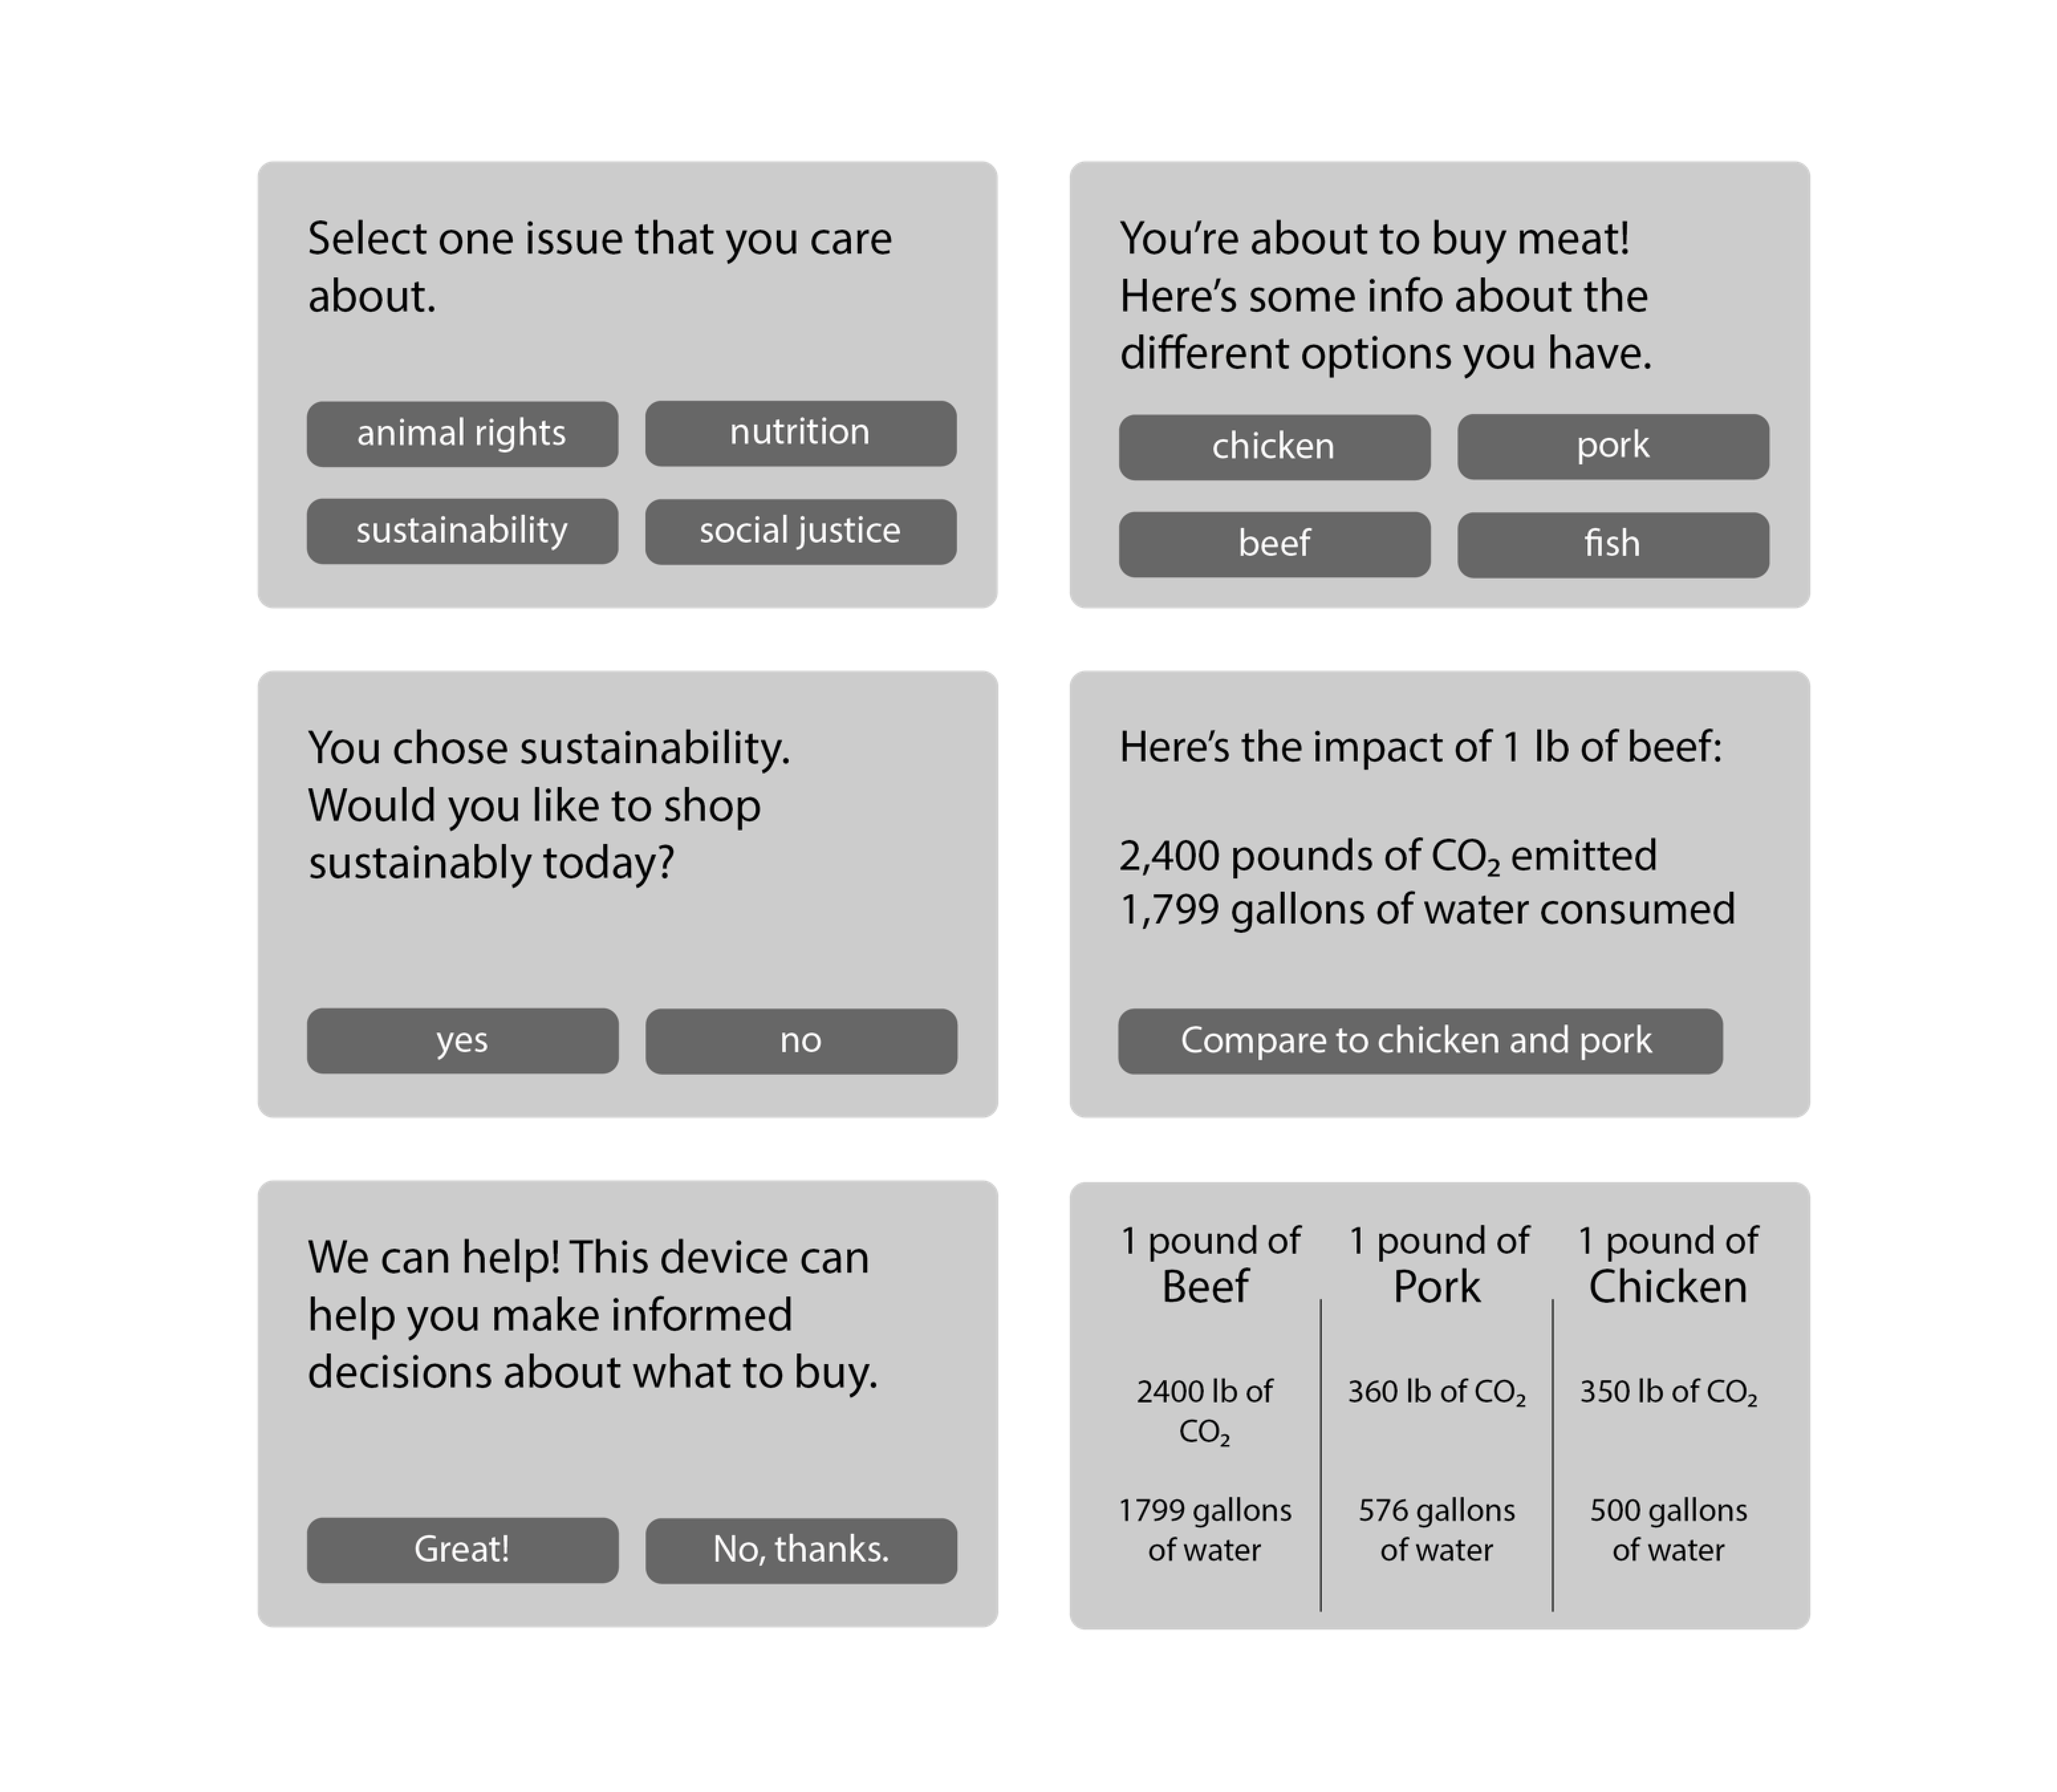 Select one issue that you care
about.
animal rights
nutrition
sustainability
social justice
You chose sustainability.
Would you like to shop
sustainably today?
yes
no
We can help! This device can
help you make informed
decisions about what to buy.
Great!
No, thanks.
You’re about to buy meat!
Here’s some info about the
different options you have.
chicken
pork
beef
fish
Here’s the impact of 1 lb of beef:
2,400 pounds of CO₂ emitted
1,799 gallons of water consumed
Compare to chicken and pork
1 pound of
Beef
2400 lb of
CO₂
1799 gallons
of water
1 pound of
Pork
360 lb of CO₂
576 gallons
of water
1 pound of
Chicken
350 lb of CO₂
500 gallons
of water